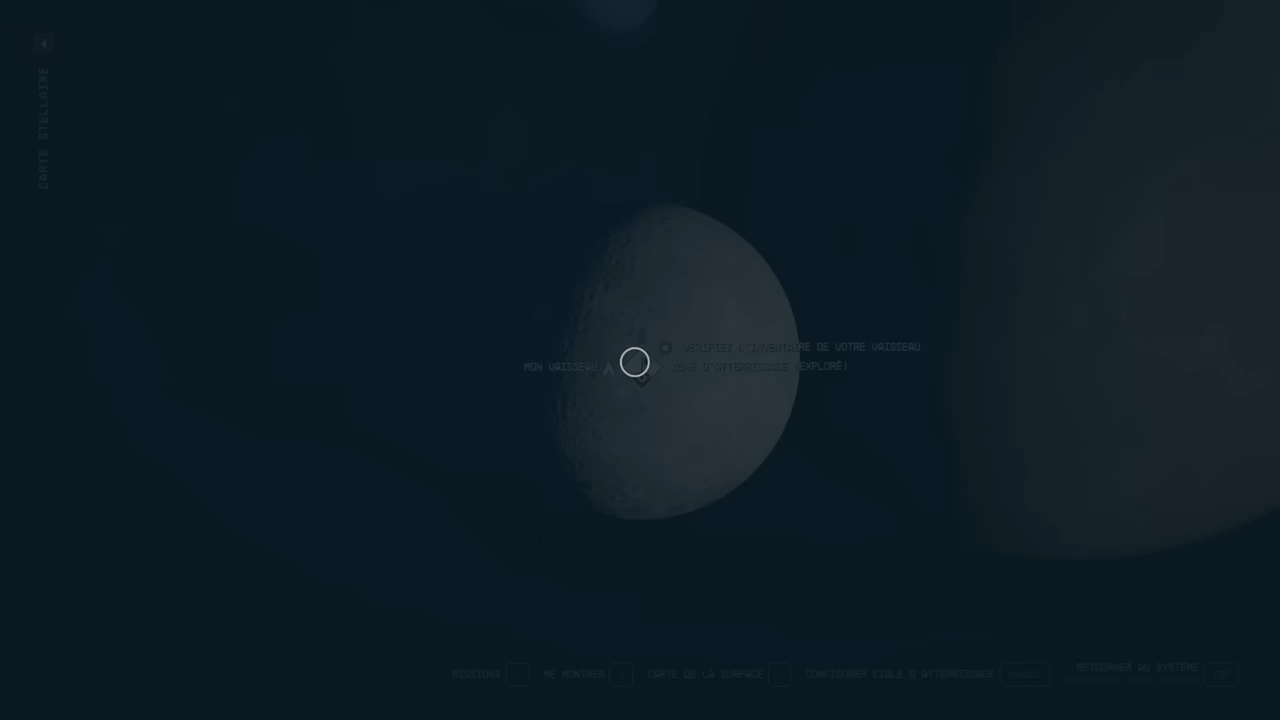 CARTE STELLAIRE
VÉRIFIEZ L'INVENTAIRE DE VOTRE VAISSEAU
MON VAISSEAU
ZONE D'ATTERRISSAGE (EXPLORÉ)
RETOURNER AU SYSTÈME
MISSIONS
ME MONTRER
CARTE DE LA SURFACE
CONFIGURER CIBLE D'ATTERRISSAGE